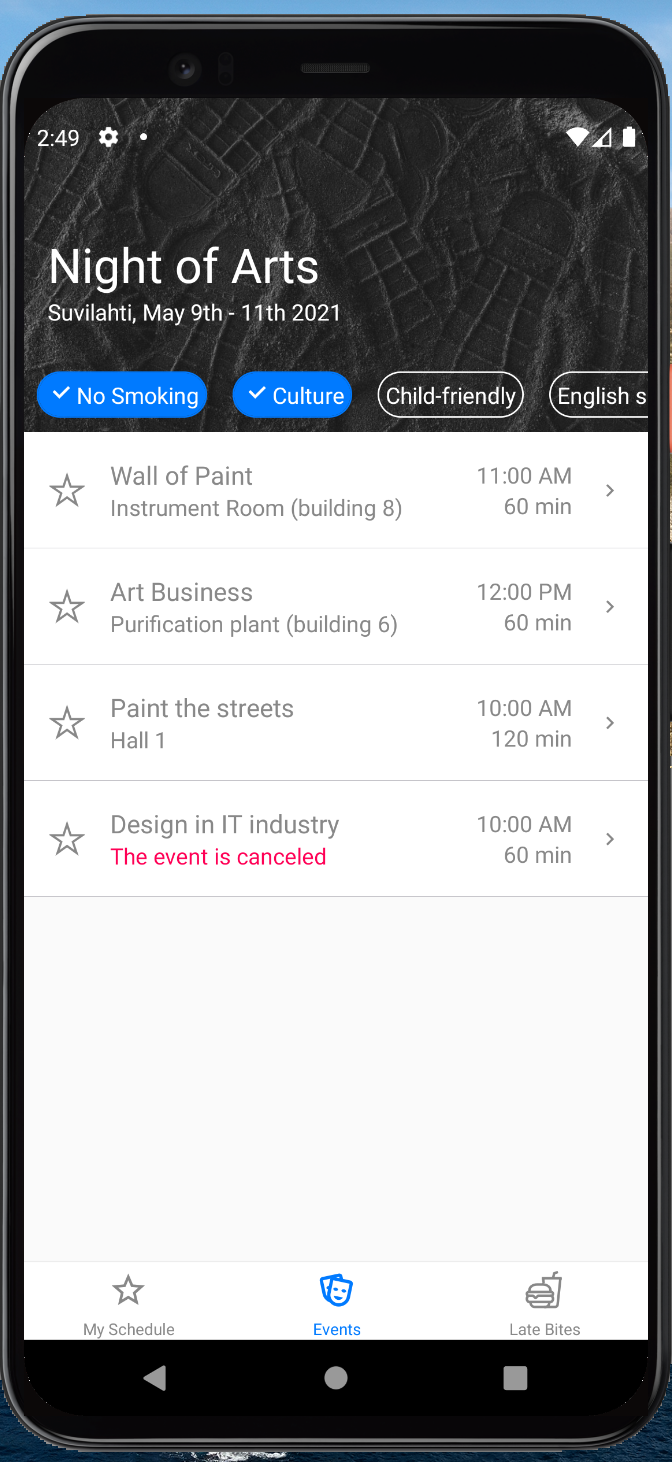 2:49
Night of Arts
Suvilahti, May 9th - 11th 2021
No Smoking Culture Child-friendly English s
Wall of Paint 11:00 AM
Instrument Room (building 8) 60 min
Art Business 12:00 PM
Purification plant (building 6) 60 min
Paint the streets 10:00 AM
Hall 1 120 min
Design in IT industry 10:00 AM
The event is canceled 60 min
My Schedule Events Late Bites